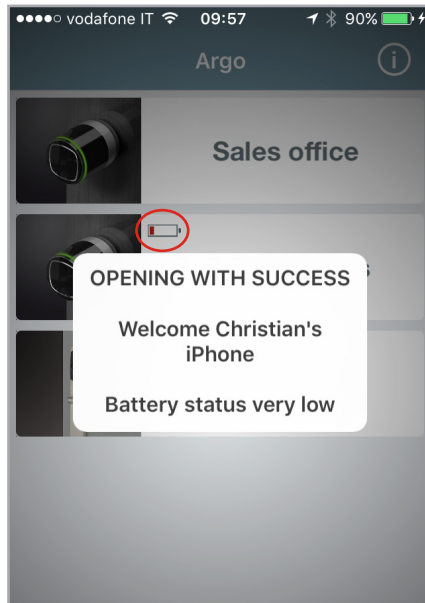 vodafone IT 09:57 90%
Argo
Sales office
OPENING WITH SUCCESS
Welcome Christian's
iPhone
Battery status very low